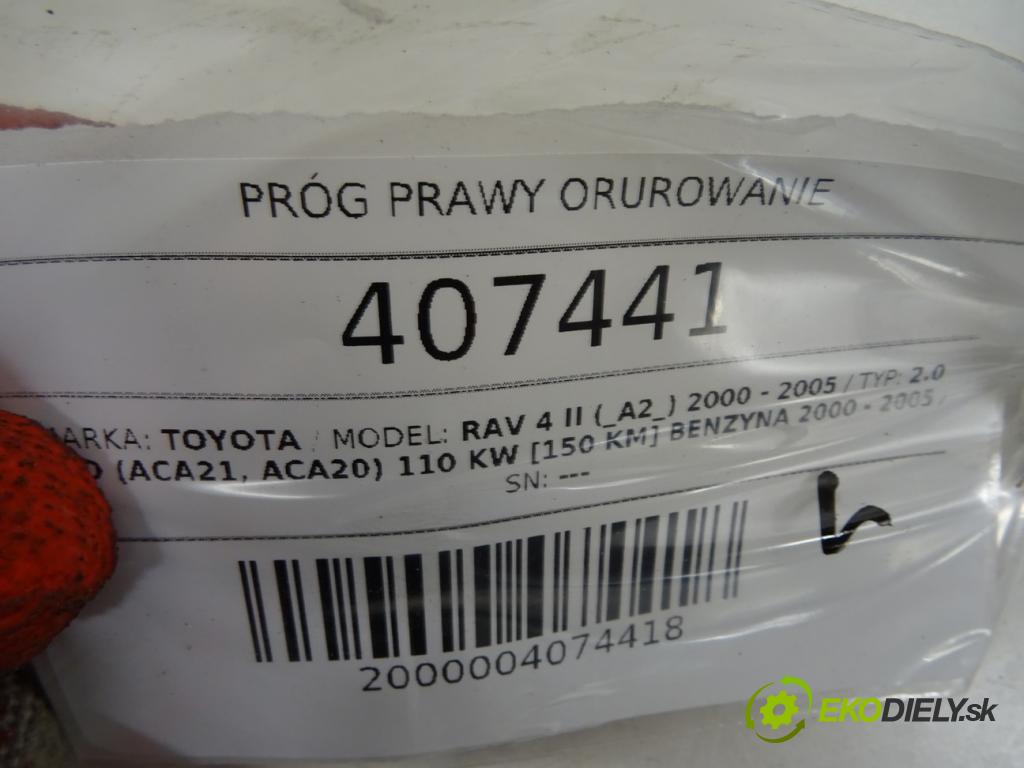 PRÓG PRAWY ORUROWANIE
407441
MARKA: TOYOTA / MODEL: RAV 4 II (_A2_) 2000 - 2005 / TYP: 2.0
(ACA21, ACA20) 110 KW [150 KM] BENZYNA 2000 - 2005 /
SN: ---
2000004074418
EKODIELY.sk